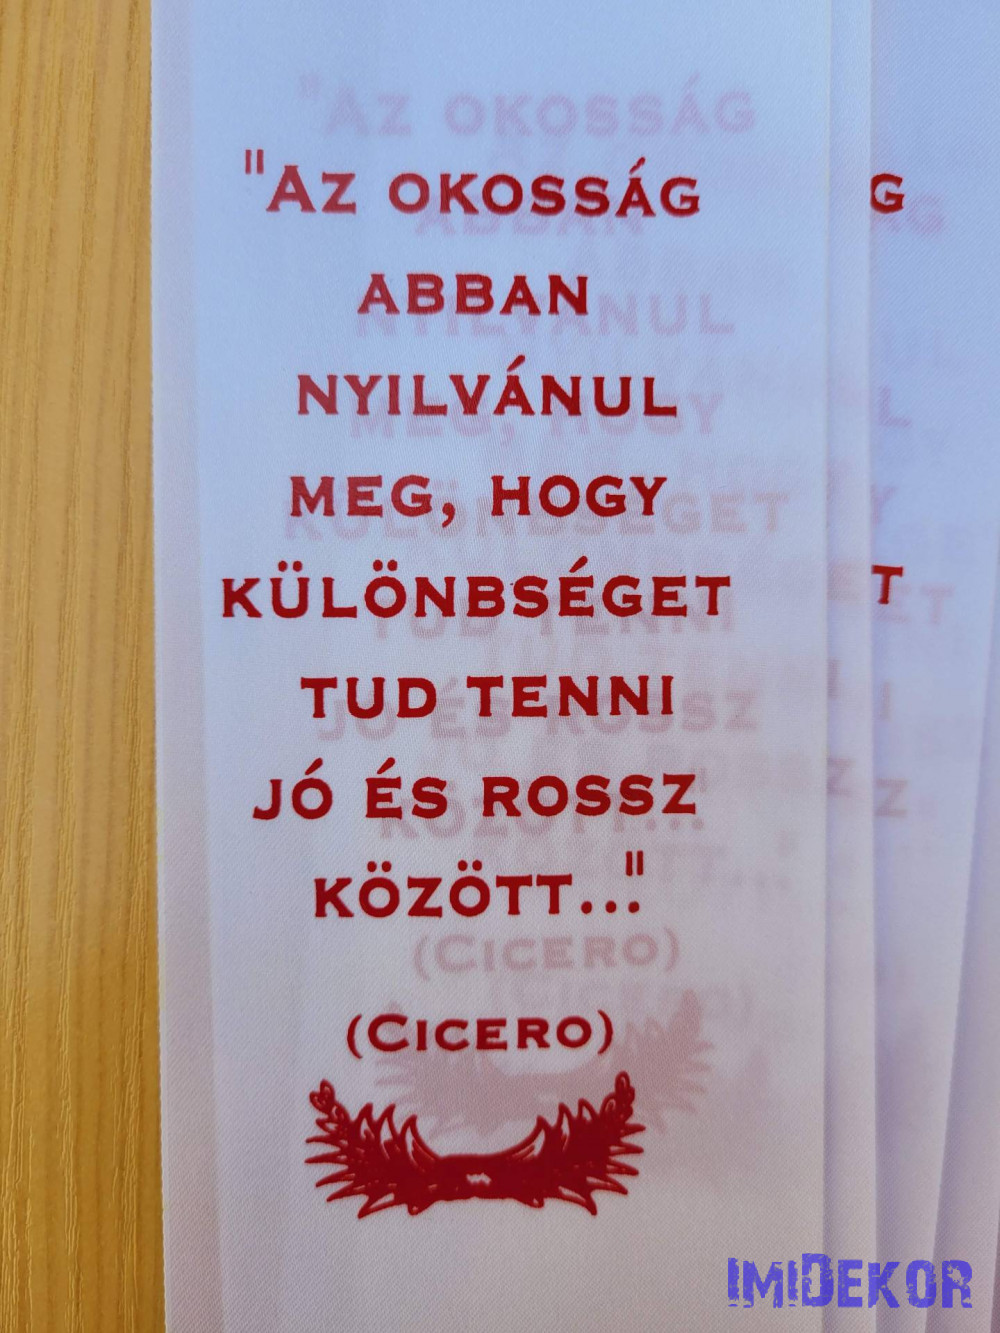 "Az okosság
abban
nyilvánul
meg, hogy
különbséget
tud tenni
jó és rossz
között..."
(Cicero)
ImiDekor